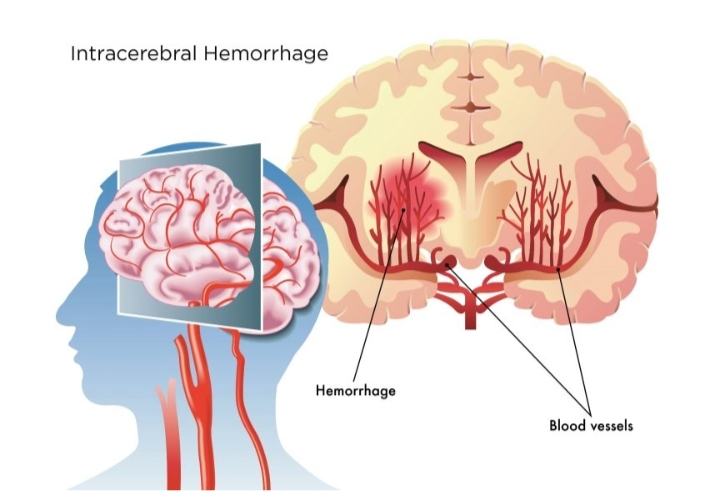 Intracerebral Hemorrhage
Hemorrhage
Blood vessels